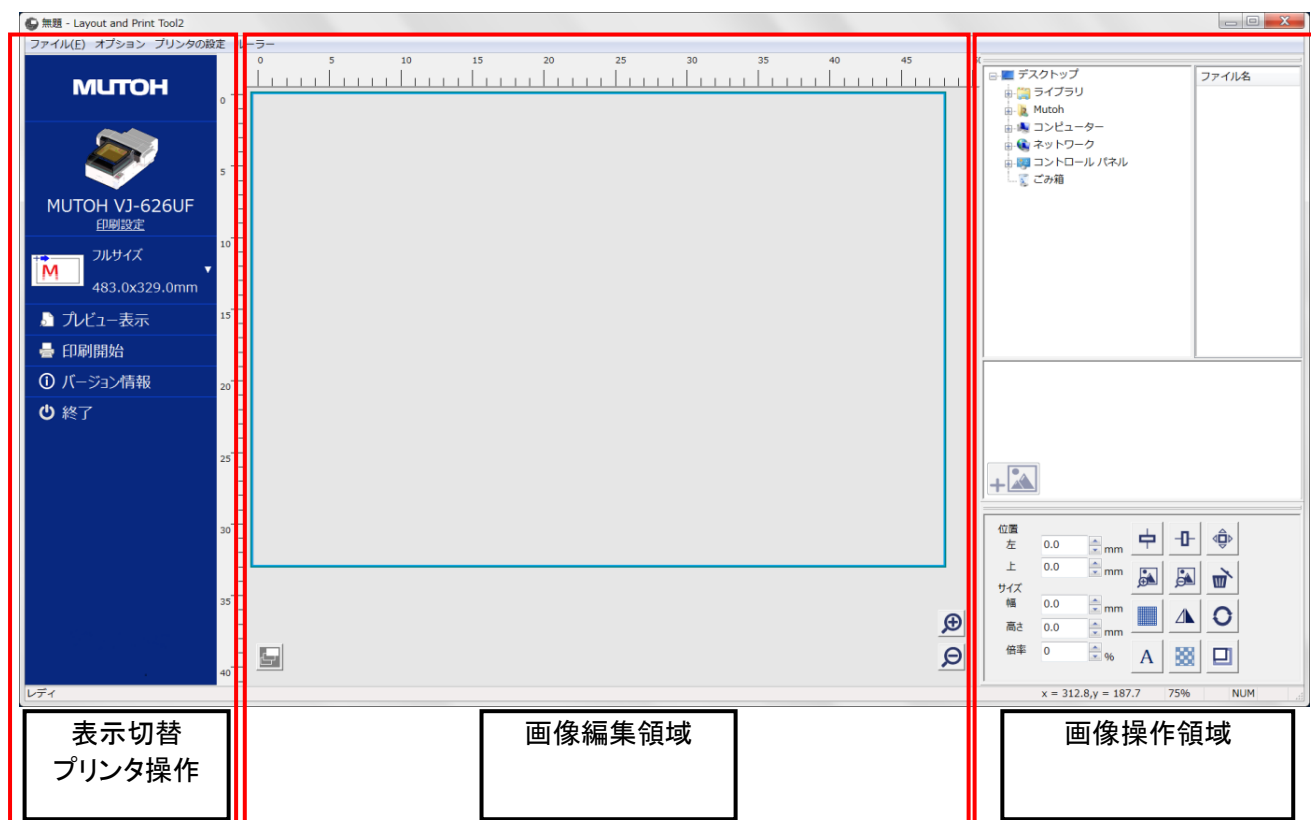 無題 - Layout and Print Tool2
ファイル(F) オプション プリンタの設定 ルーラー
MUTOH
MUTOH VJ-626UF
印刷設定
M
フルサイズ
483.0x329.0mm
プレビュー表示
印刷開始
バージョン情報
終了
0 5 10 15 20 25 30 35 40 45
0
5
10
15
20
25
30
35
40
デスクトップ
ライブラリ
Mutoh
コンピューター
ネットワーク
コントロール パネル
ごみ箱
ファイル名
位置
左 0.0 mm
上 0.0 mm
サイズ
幅 0.0 mm
高さ 0.0 mm
倍率 0 %
A
レディ
x = 312.8,y = 187.7 75% NUM
表示切替
プリンタ操作
画像編集領域
画像操作領域